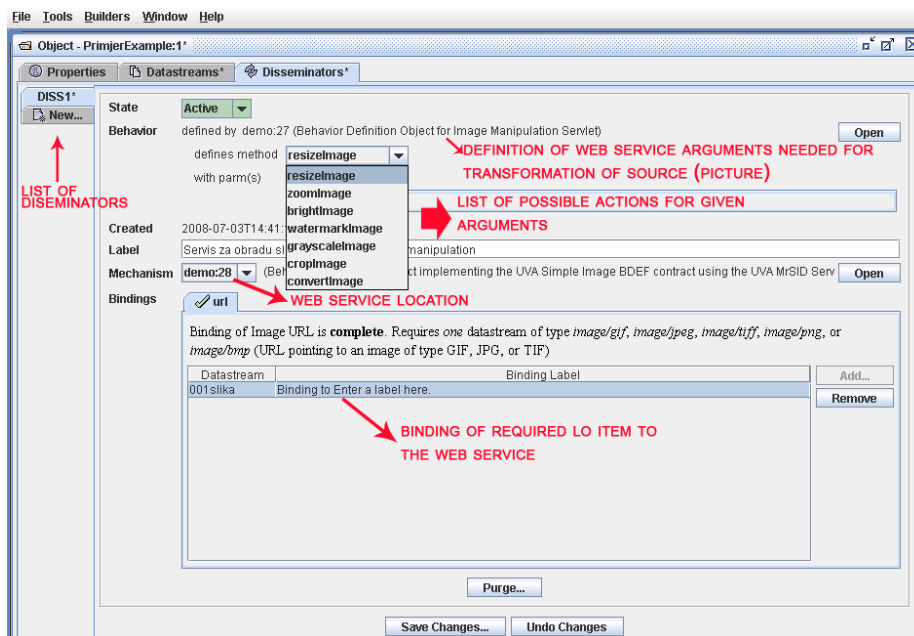 File Tools Builders Window Help
Object - PrimjerExample:1*
Properties Datastreams* Disseminators*
DISS1*
New...
State Active
Behavior defined by demo:27 (Behavior Definition Object for Image Manipulation Servlet) Open
defines method resizeImage
DEFINITION OF WEB SERVICE ARGUMENTS NEEDED FOR
TRANSFORMATION OF SOURCE (PICTURE)
with parm(s)
resizeImage
zoomImage
brightImage
watermarkImage
grayscaleImage
cropImage
convertImage
LIST OF
DISEMINATORS
LIST OF POSSIBLE ACTIONS FOR GIVEN
ARGUMENTS
Created 2008-07-03T14:41:
Label Servis za obradu sl manipulation
Mechanism demo:28 (Beh ct implementing the UVA Simple Image BDEF contract using the UVA MrSID Serv Open
WEB SERVICE LOCATION
Bindings url
Binding of Image URL is complete. Requires one datastream of type image/gif, image/jpeg, image/tiff, image/png, or
image/bmp (URL pointing to an image of type GIF, JPG, or TIF)
Datastream Binding Label Add...
001slika Binding to Enter a label here. Remove
BINDING OF REQUIRED LO ITEM TO
THE WEB SERVICE
Purge...
Save Changes... Undo Changes